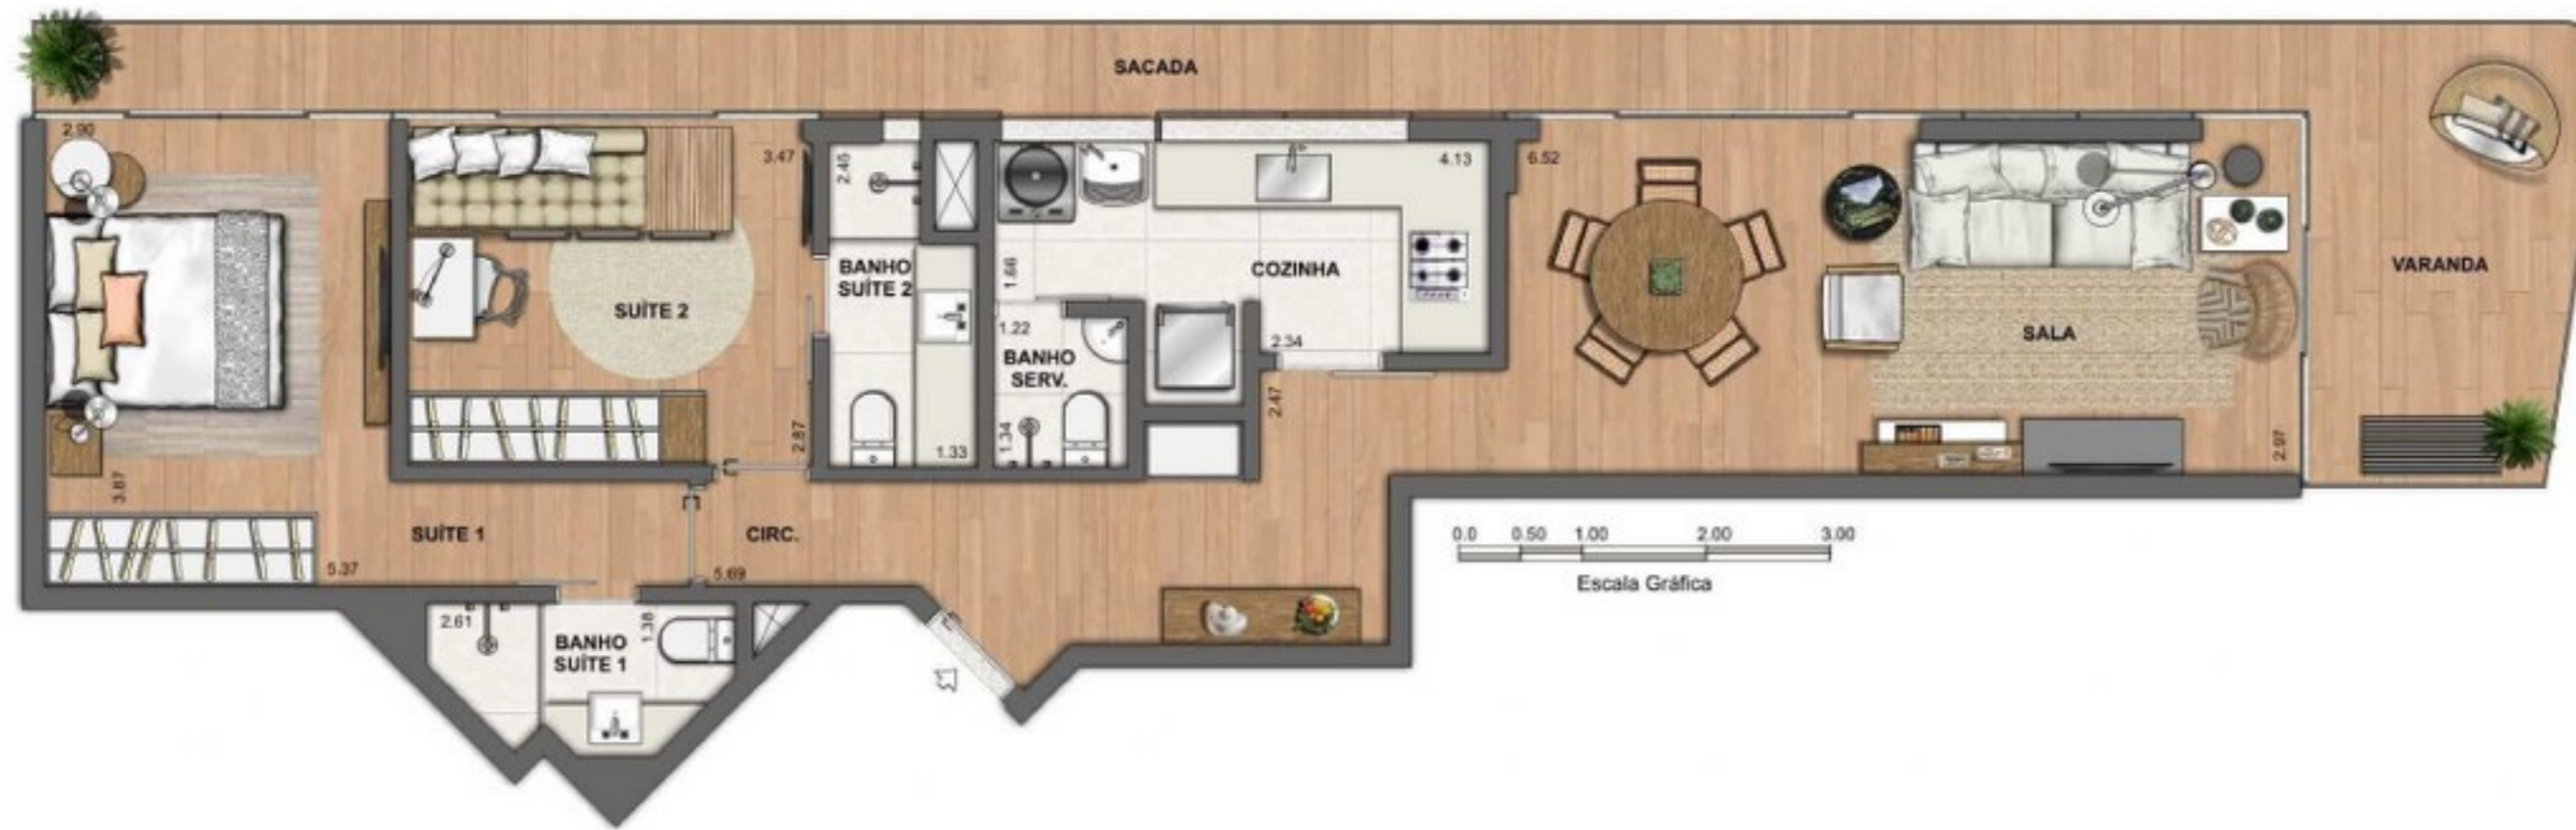 SACADA
2.90
3.47
2.45
4.13
6.52
BANHO
SUÍTE 2
1.66
COZINHA
VARANDA
SUÍTE 2
1.22
2.34
SALA
BANHO
SERV.
2.47
2.87
1.34
1.33
2.97
3.87
SUÍTE 1
CIRC.
0.0 0.50 1.00 2.00 3.00
5.37
5.69
Escala Gráfica
2.61
1.38
BANHO
SUÍTE 1